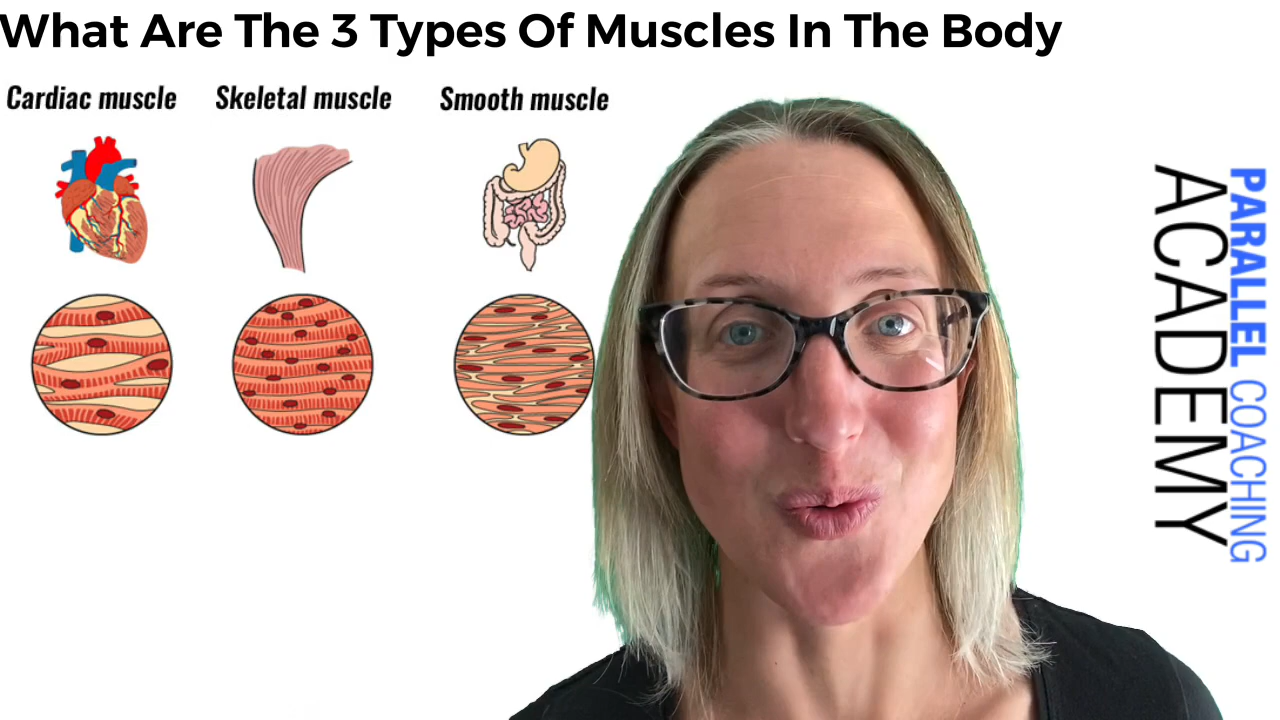 What Are The 3 Types Of Muscles In The Body
Cardiac muscle
Skeletal muscle
Smooth muscle
PARALLEL COACHING
ACADEMY